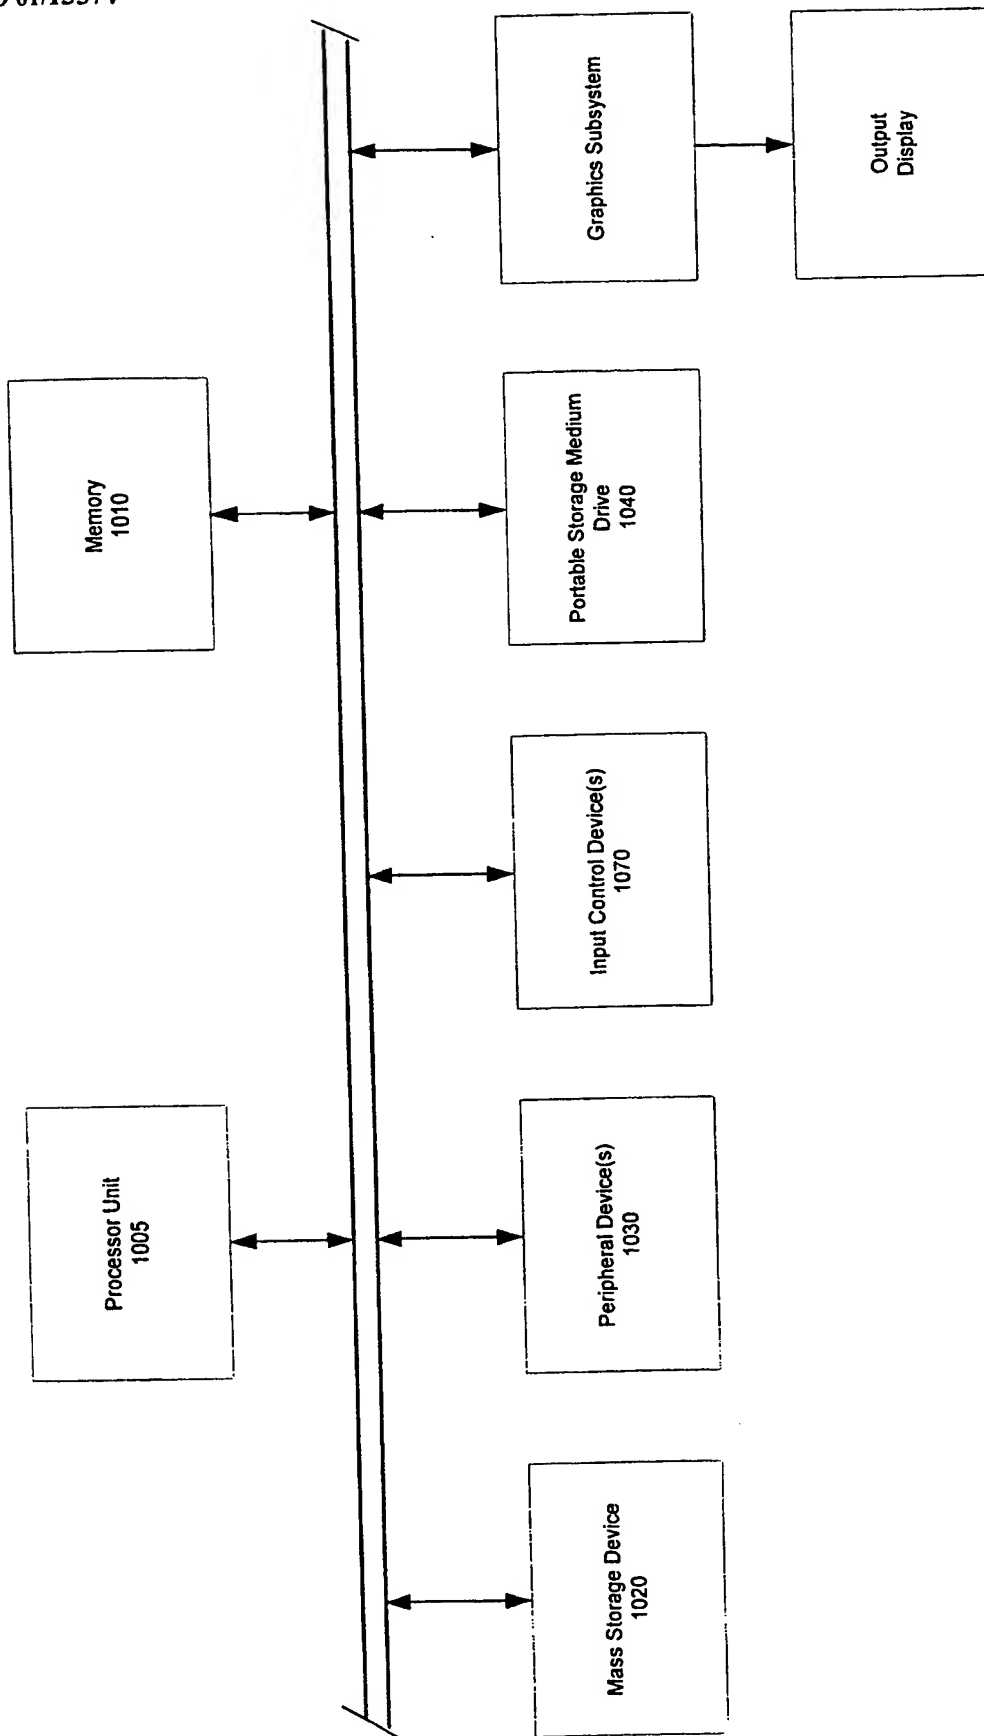 Processor Unit
1005
Memory
1010
Mass Storage Device
1020
Peripheral Device(s)
1030
Input Control Device(s)
1070
Portable Storage Medium
Drive
1040
Graphics Subsystem
Output
Display